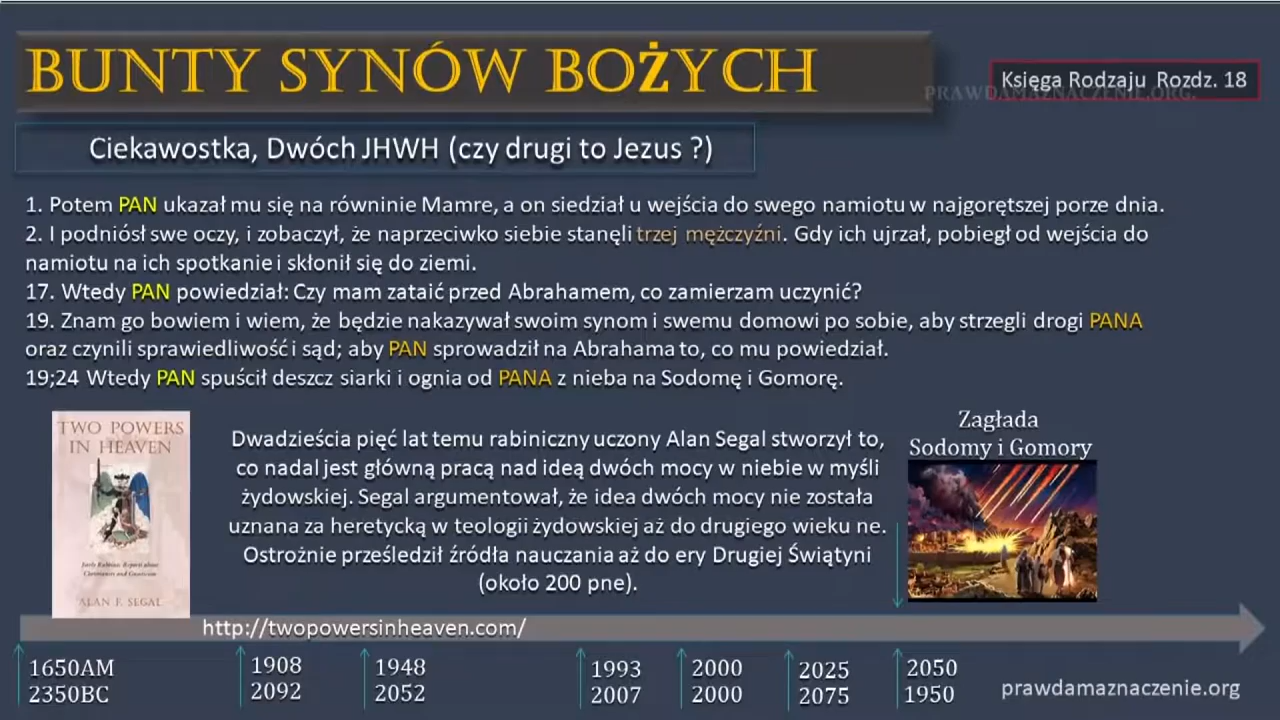 BUNTY SYNÓW BOŻYCH
PRAWDAMAZNACZENIE.ORG.
Księga Rodzaju Rozdz. 18
Ciekawostka, Dwóch JHWH (czy drugi to Jezus ?)
1. Potem PAN ukazał mu się na równinie Mamre, a on siedział u wejścia do swego namiotu w najgorętszej porze dnia.
2. I podniósł swe oczy, i zobaczył, że naprzeciwko siebie stanęli trzej mężczyźni. Gdy ich ujrzał, pobiegł od wejścia do
namiotu na ich spotkanie i skłonił się do ziemi.
17. Wtedy PAN powiedział: Czy mam zataić przed Abrahamem, co zamierzam uczynić?
19. Znam go bowiem i wiem, że będzie nakazywał swoim synom i swemu domowi po sobie, aby strzegli drogi PANA
oraz czynili sprawiedliwość i sąd; aby PAN sprowadził na Abrahama to, co mu powiedział.
19;24 Wtedy PAN spuścił deszcz siarki i ognia od PANA z nieba na Sodomę i Gomorę.
TWO POWERS
IN HEAVEN
Early Rabbinic Reports about
Christianity and Gnosticism
ALAN F. SEGAL
Dwadzieścia pięć lat temu rabiniczny uczony Alan Segal stworzył to,
co nadal jest główną pracą nad ideą dwóch mocy w niebie w myśli
żydowskiej. Segal argumentował, że idea dwóch mocy nie została
uznana za heretycką w teologii żydowskiej aż do drugiego wieku ne.
Ostrożnie prześledził źródła nauczania aż do ery Drugiej Świątyni
(około 200 pne).
Zagłada
Sodomy i Gomory
http://twopowersinheaven.com/
1650AM
2350BC
1908
2092
1948
2052
1993
2007
2000
2000
2025
2075
2050
1950
prawdamaznaczenie.org